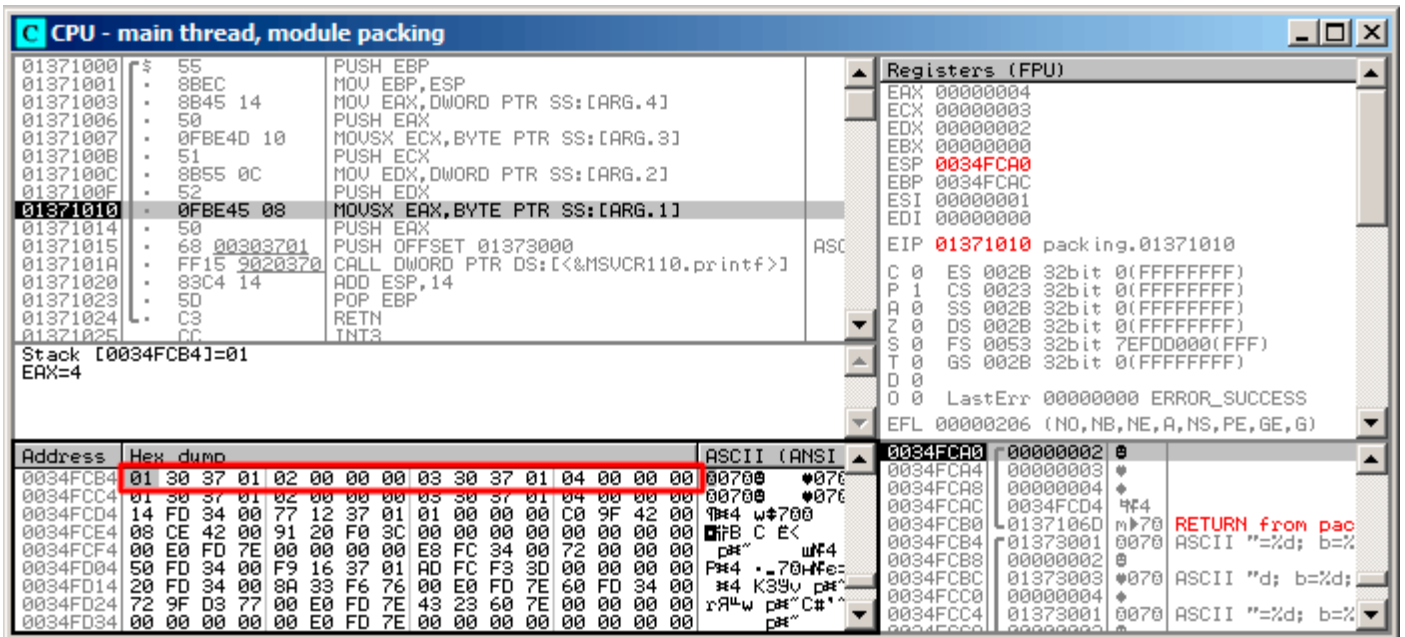 CPU - main thread, module packing
01371000 $ 55 PUSH EBP
01371001 . 8BEC MOV EBP,ESP
01371003 . 8B45 14 MOV EAX,DWORD PTR SS:[ARG.4]
01371006 . 50 PUSH EAX
01371007 . 0FBE4D 10 MOVSX ECX,BYTE PTR SS:[ARG.3]
0137100B . 51 PUSH ECX
0137100C . 8B55 0C MOV EDX,DWORD PTR SS:[ARG.2]
0137100F . 52 PUSH EDX
01371010 . 0FBE45 08 MOVSX EAX,BYTE PTR SS:[ARG.1]
01371014 . 50 PUSH EAX
01371015 . 68 00303701 PUSH OFFSET 01373000 ASC
0137101A . FF15 9020370 CALL DWORD PTR DS:[<&MSVCR110.printf>]
01371020 . 83C4 14 ADD ESP,14
01371023 . 5D POP EBP
01371024 . C3 RETN
01371025 CC INT3
Stack [0034FCB4]=01
EAX=4
Registers (FPU)
EAX 00000004
ECX 00000003
EDX 00000002
EBX 00000000
ESP 0034FCA0
EBP 0034FCAC
ESI 00000001
EDI 00000000
EIP 01371010 packing.01371010
C 0 ES 002B 32bit 0(FFFFFFFF)
P 1 CS 0023 32bit 0(FFFFFFFF)
A 0 SS 002B 32bit 0(FFFFFFFF)
Z 0 DS 002B 32bit 0(FFFFFFFF)
S 0 FS 0053 32bit 7EFDD000(FFF)
T 0 GS 002B 32bit 0(FFFFFFFF)
D 0
O 0 LastErr 00000000 ERROR_SUCCESS
EFL 00000206 (NO,NB,NE,A,NS,PE,GE,G)
Address Hex dump ASCII (ANSI
0034FCB4 01 30 37 01 02 00 00 00 03 30 37 01 04 00 00 00
0034FCC4 01 30 37 01 02 00 00 00 03 30 37 01 04 00 00 00
0034FCD4 14 FD 34 00 77 12 37 01 01 00 00 00 C0 9F 42 00
0034FCE4 08 CE 42 00 91 20 F0 3C 00 00 00 00 00 00 00 00
0034FCF4 00 E0 FD 7E 00 00 00 00 E8 FC 34 00 72 00 00 00
0034FD04 50 FD 34 00 F9 16 37 01 AD FC F3 3D 00 00 00 00
0034FD14 20 FD 34 00 8A 33 F6 76 00 E0 FD 7E 60 FD 34 00
0034FD24 72 9F D3 77 00 E0 FD 7E 43 23 60 7E 00 00 00 00
0034FD34 00 00 00 00 00 E0 FD 7E 00 00 00 00 00 00 00 00
0034FCA0 00000002
0034FCA4 00000003
0034FCA8 00000004
0034FCAC 0034FCD4
0034FCB0 0137106D RETURN from pac
0034FCB4 01373001 ASCII "=%d; b=%
0034FCB8 00000002
0034FCBC 01373003 ASCII "d; b=%d;
0034FCC0 00000004
0034FCC4 01373001 ASCII "=%d; b=%